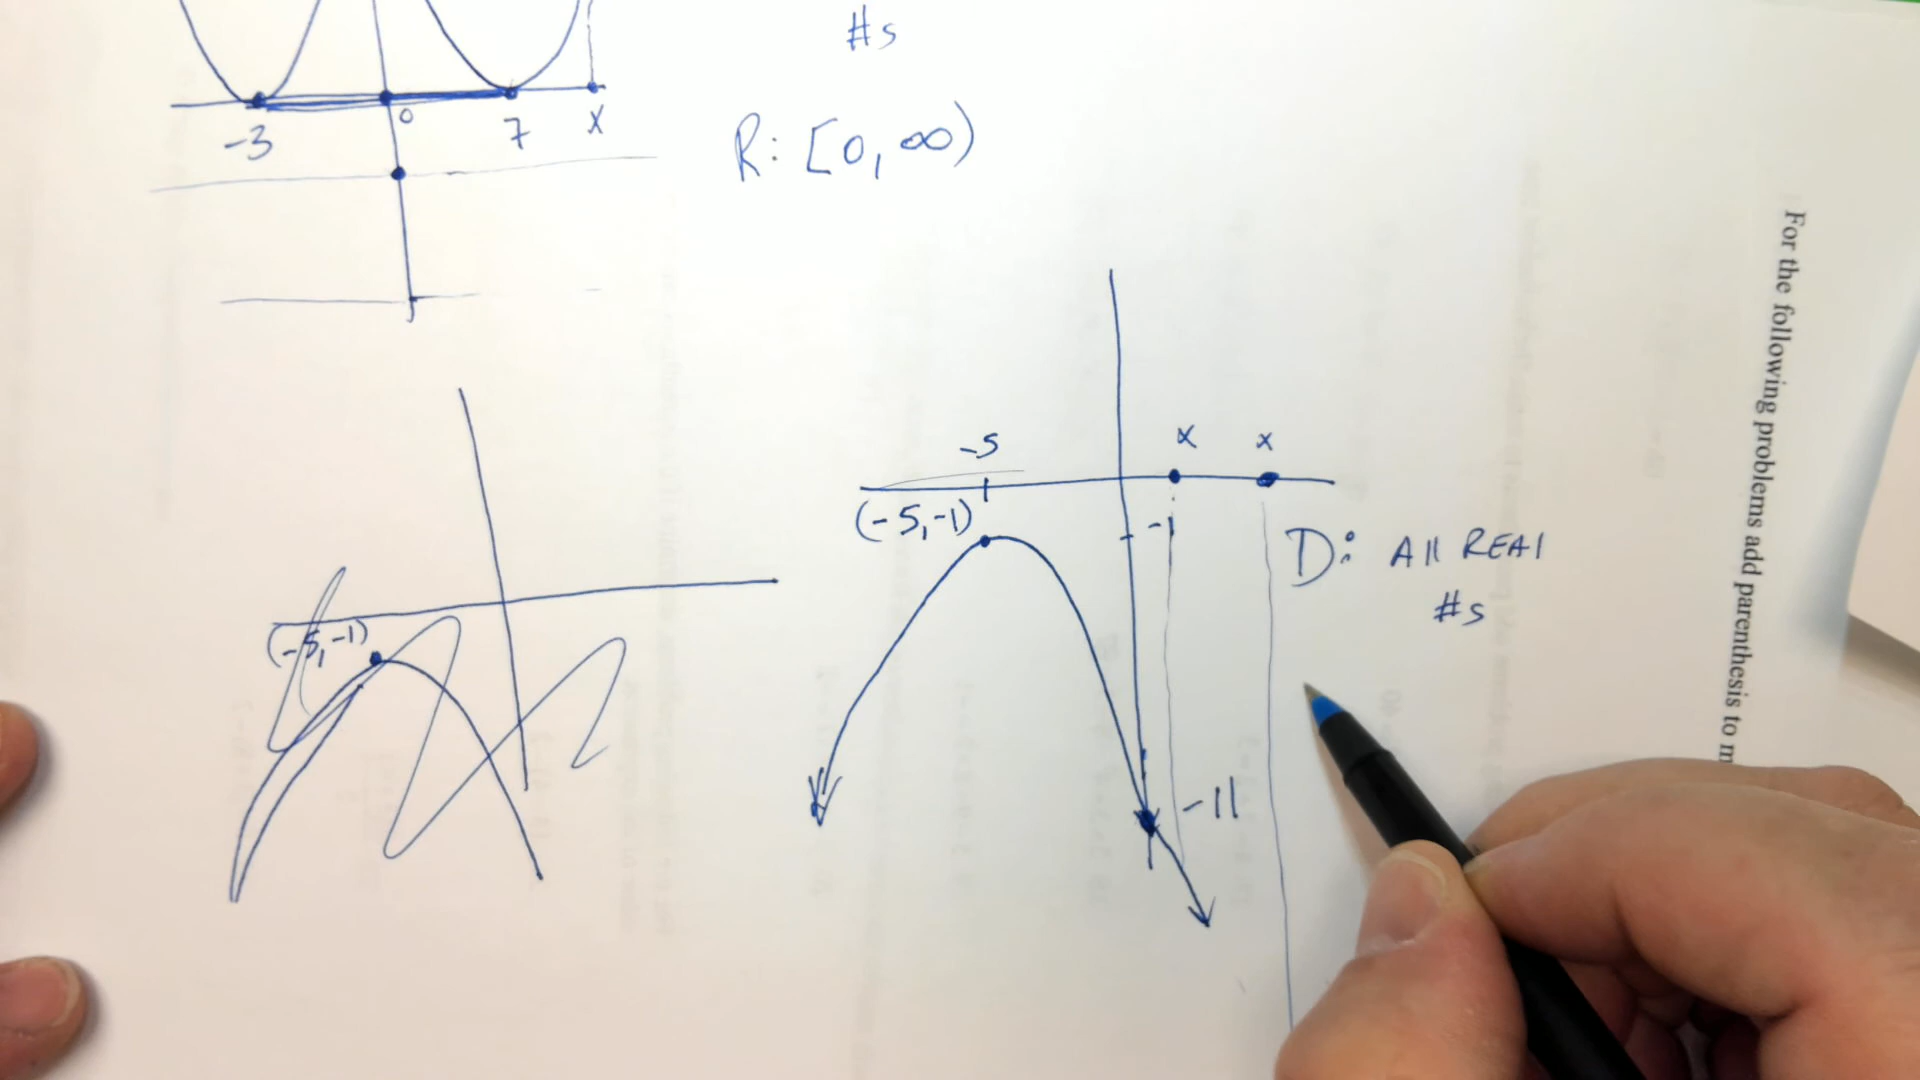 #s
-3
0
7
x
R: [0, ∞)
For the following problems add parenthesis to m
-5
x
x
(-5,-1)
-1
D: All REAl
#s
(-5,-1)
-11